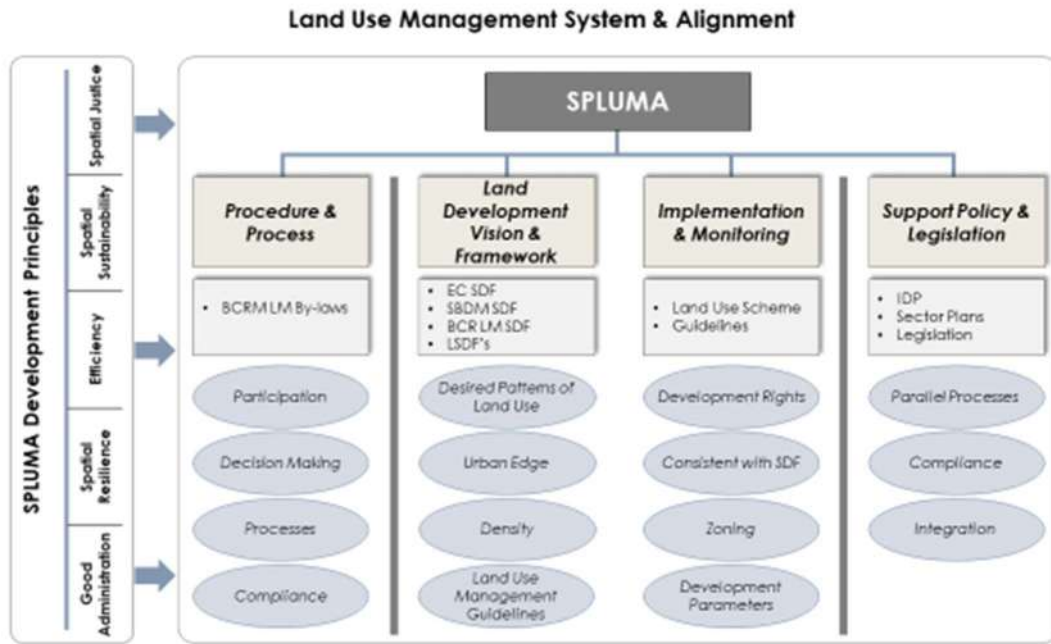 Land Use Management System & Alignment
SPLUMA Development Principles
Spatial Justice
Spatial
Sustainability
Efficiency
Spatial
Resilience
Good
Administration
SPLUMA
Procedure &
Process
• BCRM LM By-laws
Participation
Decision Making
Processes
Compliance
Land
Development
Vision &
Framework
• EC SDF
• SBDM SDF
• BCR LM SDF
• LSDF's
Desired Patterns of
Land Use
Urban Edge
Density
Land Use
Management
Guidelines
Implementation
& Monitoring
• Land Use Scheme
• Guidelines
Development Rights
Consistent with SDF
Zoning
Development
Parameters
Support Policy &
Legislation
• IDP
• Sector Plans
• Legislation
Parallel Processes
Compliance
Integration